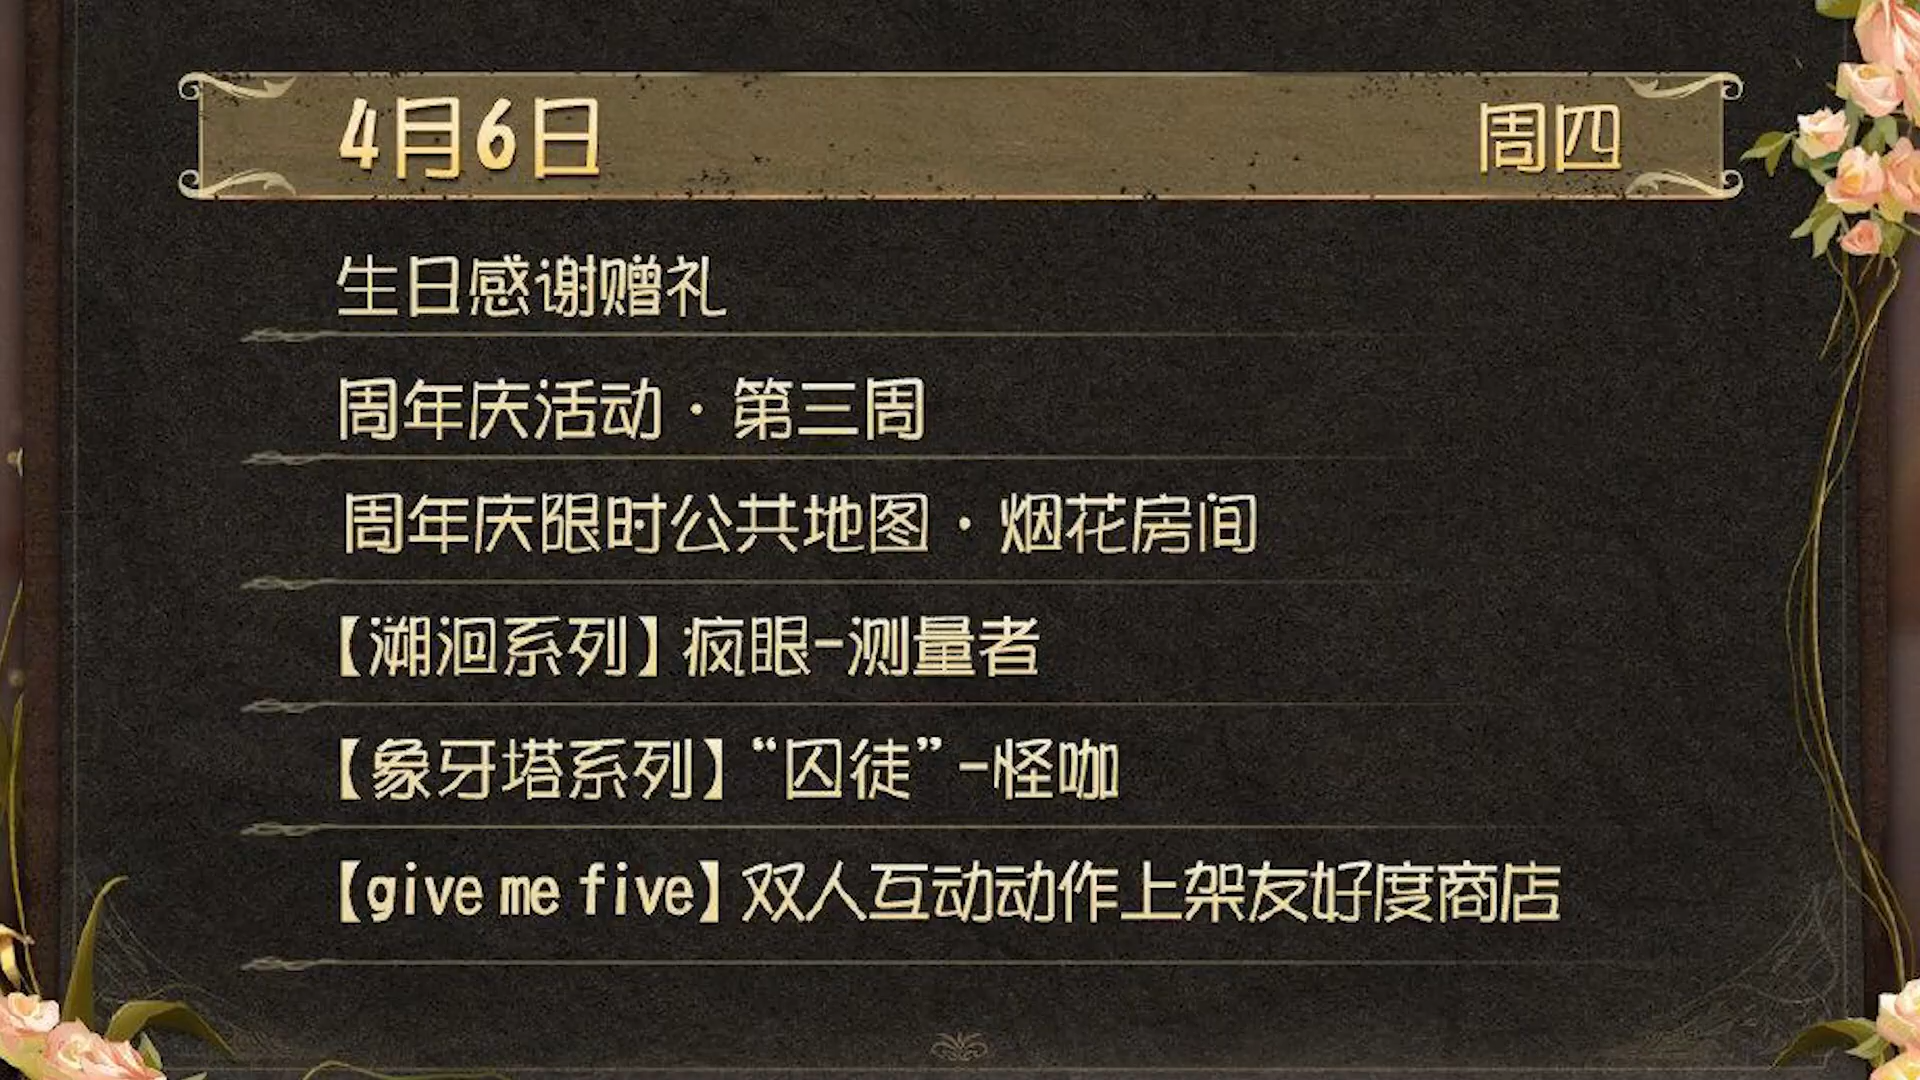 4月6日 周四
生日感谢赠礼
周年庆活动·第三周
周年庆限时公共地图·烟花房间
【溯洄系列】疯眼-测量者
【象牙塔系列】“囚徒”-怪咖
【give me five】双人互动动作上架友好度商店